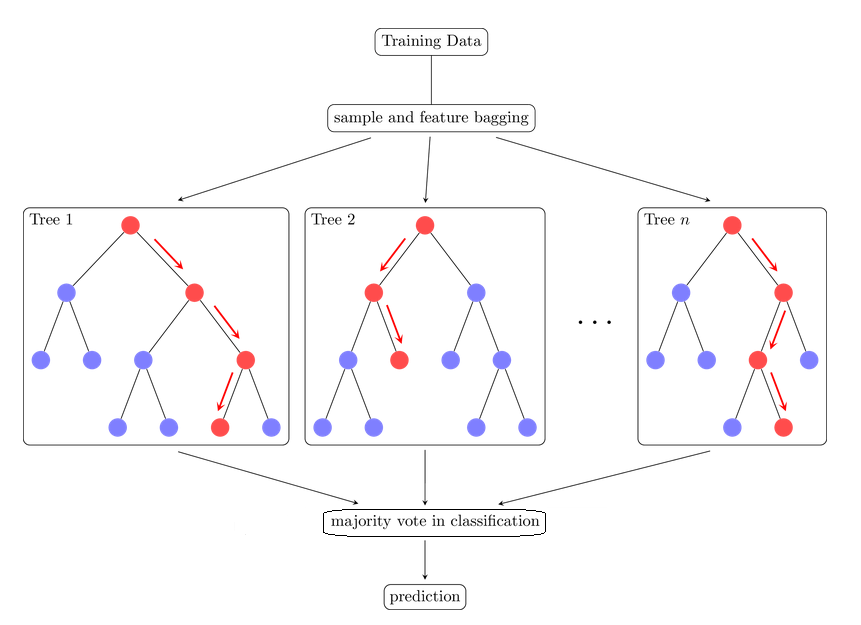 Training Data
sample and feature bagging
Tree 1
Tree 2
Tree n
...
majority vote in classification
prediction